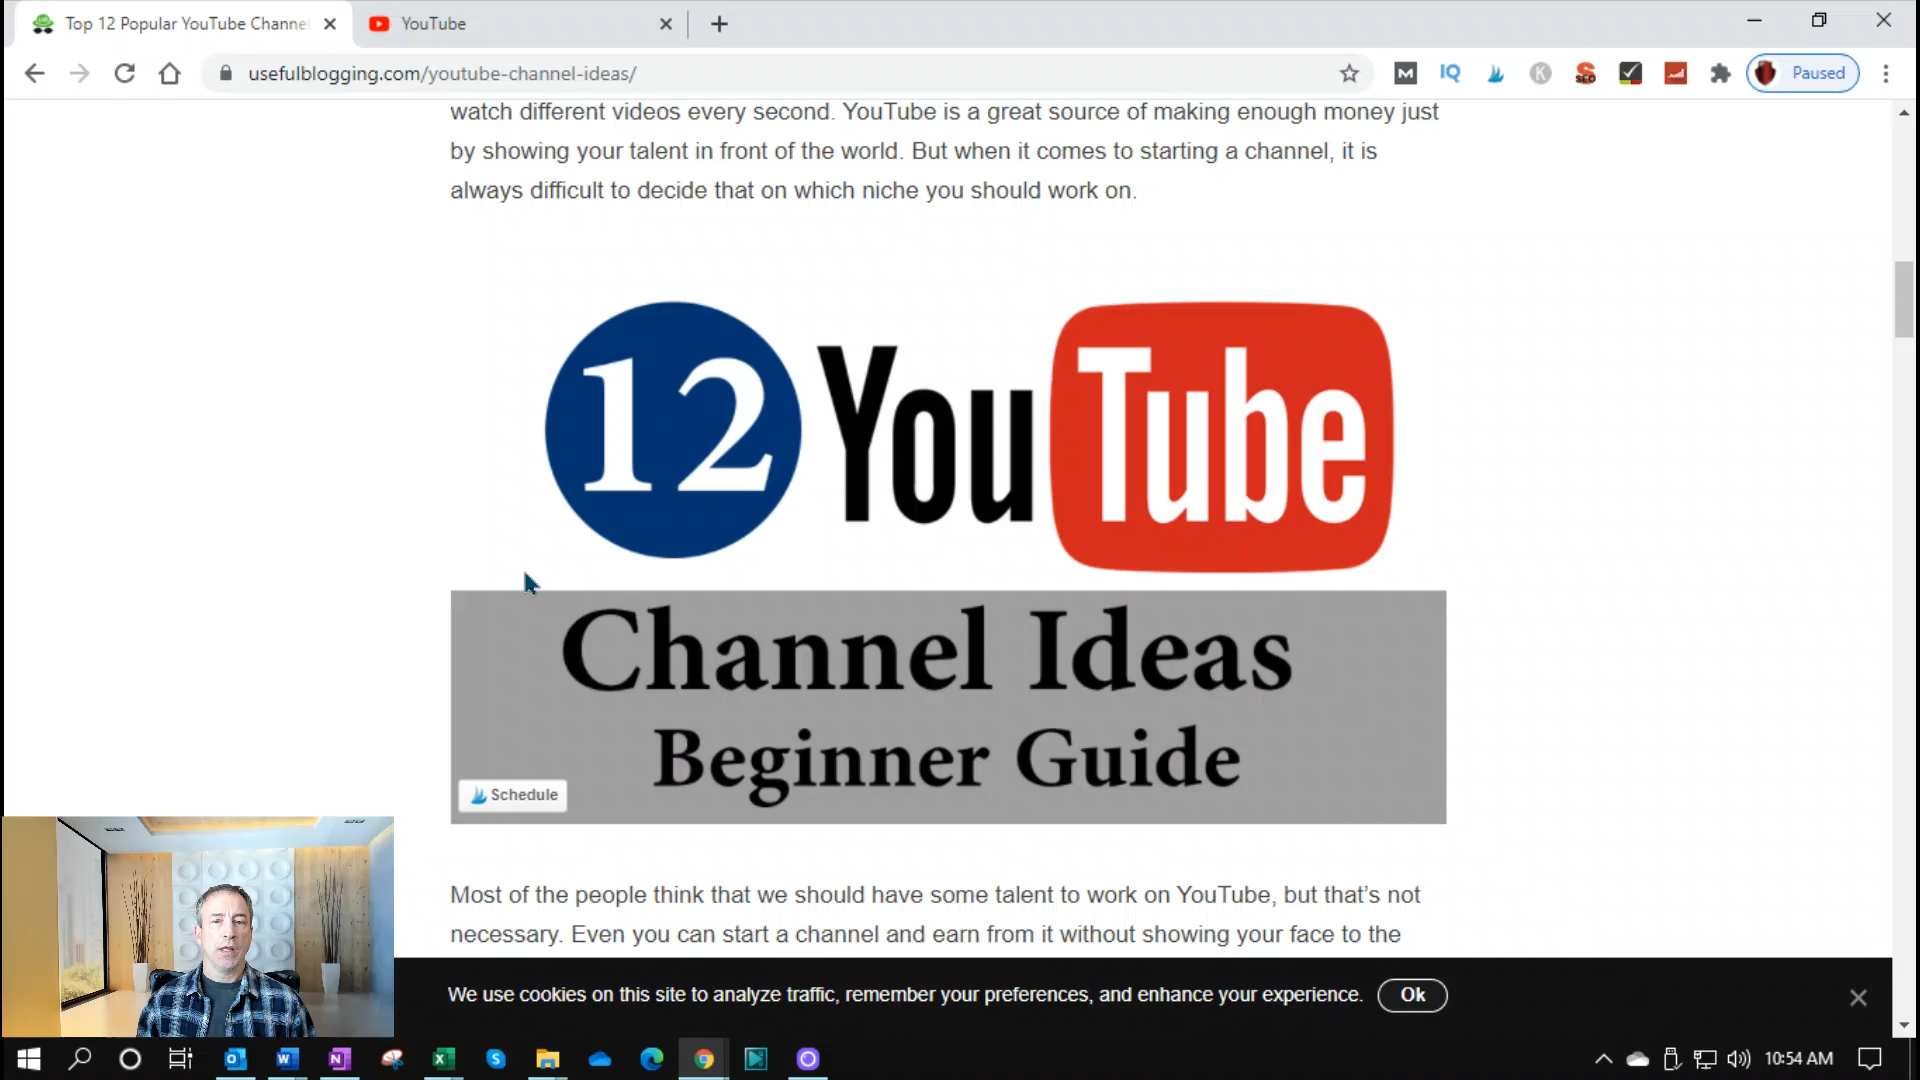 Top 12 Popular YouTube Channe
YouTube
usefulblogging.com/youtube-channel-ideas/
IQ
K
SEO
Paused
watch different videos every second. YouTube is a great source of making enough money just
by showing your talent in front of the world. But when it comes to starting a channel, it is
always difficult to decide that on which niche you should work on.
12 YouTube
Channel Ideas
Beginner Guide
Schedule
Most of the people think that we should have some talent to work on YouTube, but that’s not
necessary. Even you can start a channel and earn from it without showing your face to the
We use cookies on this site to analyze traffic, remember your preferences, and enhance your experience.
Ok
10:54 AM